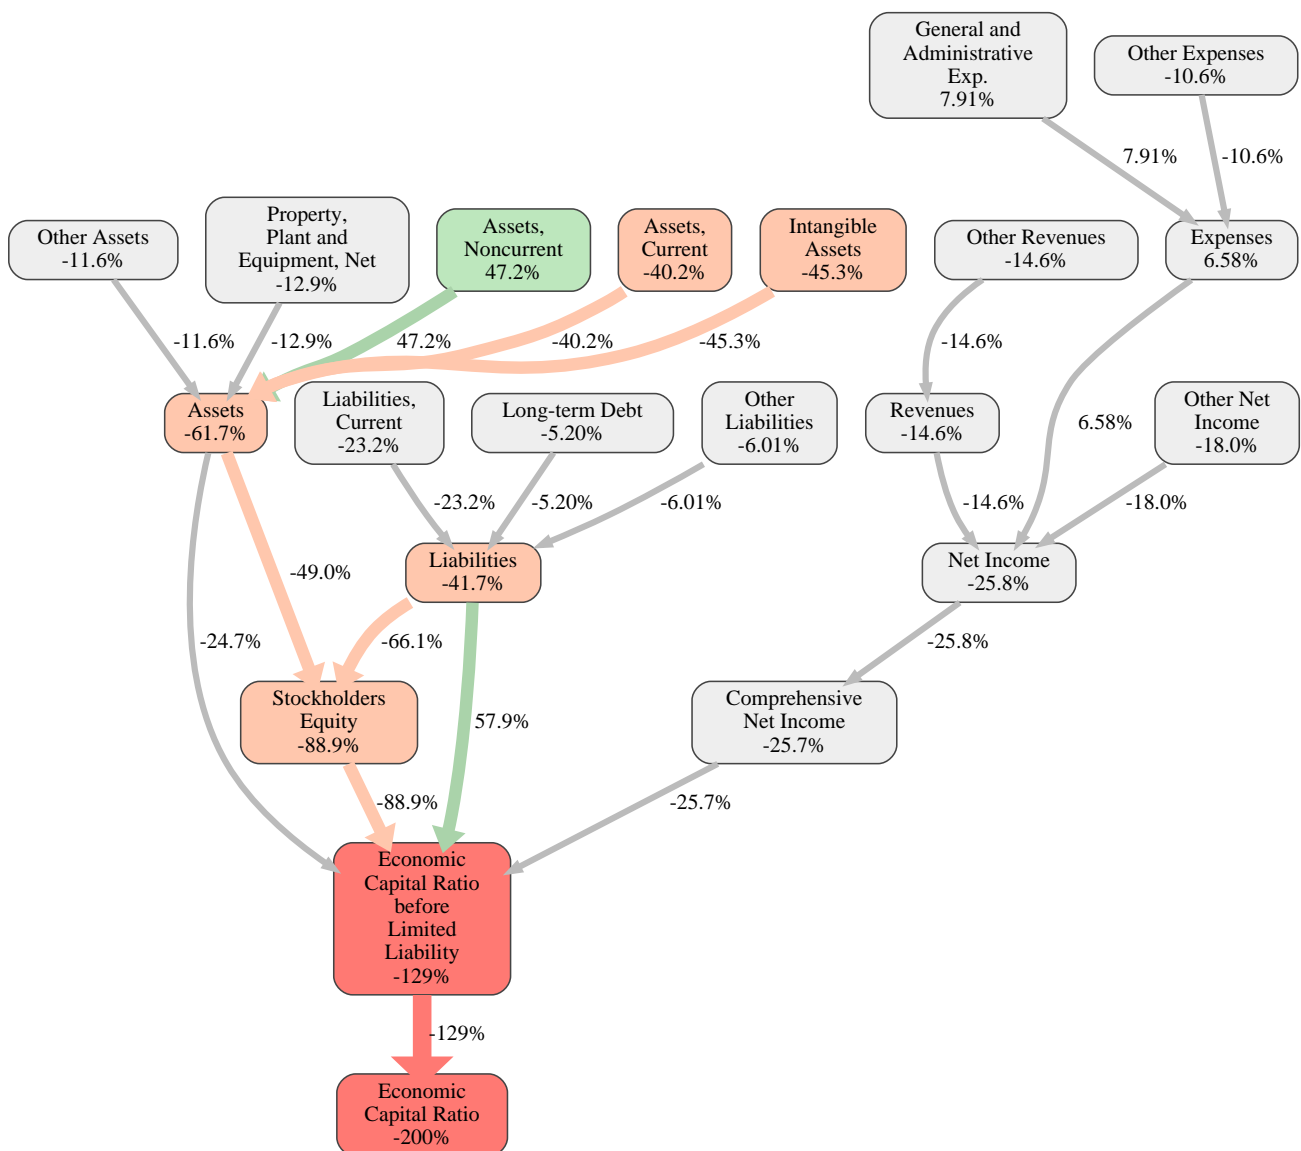 General and
Administrative
Exp.
7.91%
Other Expenses
-10.6%
7.91%
-10.6%
Other Assets
-11.6%
Property,
Plant and
Equipment, Net
-12.9%
Assets,
Noncurrent
47.2%
Assets,
Current
-40.2%
Intangible
Assets
-45.3%
Other Revenues
-14.6%
Expenses
6.58%
-11.6%
-12.9%
47.2%
-40.2%
-45.3%
-14.6%
Assets
-61.7%
Liabilities,
Current
-23.2%
Long-term Debt
-5.20%
Other
Liabilities
-6.01%
Revenues
-14.6%
6.58%
Other Net
Income
-18.0%
-23.2%
-5.20%
-6.01%
-14.6%
-18.0%
-49.0%
Liabilities
-41.7%
Net Income
-25.8%
-24.7%
-66.1%
-25.8%
Stockholders
Equity
-88.9%
57.9%
Comprehensive
Net Income
-25.7%
-88.9%
-25.7%
Economic
Capital Ratio
before
Limited
Liability
-129%
-129%
Economic
Capital Ratio
-200%